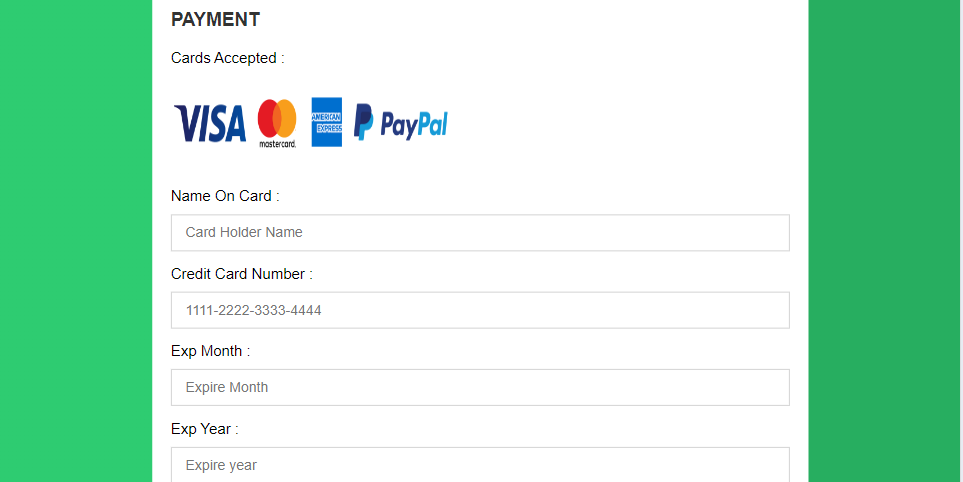 PAYMENT
Cards Accepted :
VISA mastercard. AMERICAN EXPRESS PayPal
Name On Card :
Card Holder Name
Credit Card Number :
1111-2222-3333-4444
Exp Month :
Expire Month
Exp Year :
Expire year